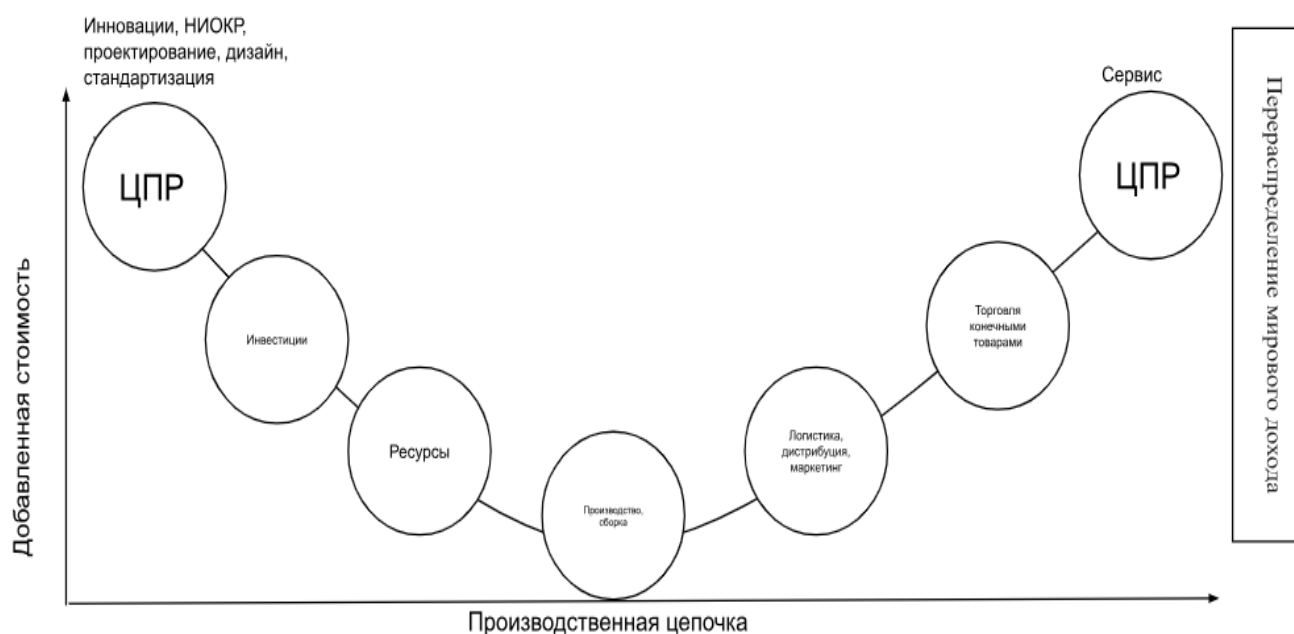 Инновации, НИОКР,
проектирование, дизайн,
стандартизация
Сервис
ЦПР
ЦПР
Инвестиции
Торговля
конечными
товарами
Ресурсы
Логистика,
дистрибуция,
маркетинг
Производство,
сборка
Добавленная стоимость
Производственная цепочка
Перераспределение мирового дохода